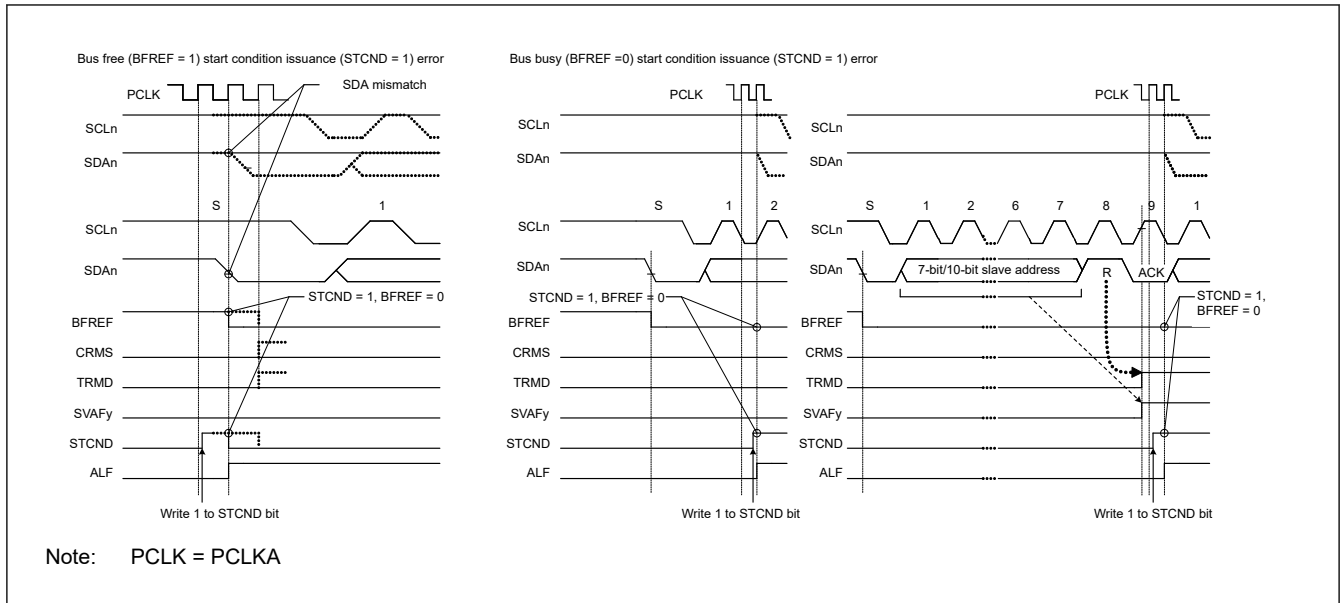 Bus free (BFREF = 1) start condition issuance (STCND = 1) error
PCLK
SDA mismatch
SCLn
SDAn
S
1
SCLn
SDAn
STCND = 1, BFREF = 0
BFREF
CRMS
TRMD
SVAFy
STCND
ALF
Write 1 to STCND bit
Bus busy (BFREF =0) start condition issuance (STCND = 1) error
PCLK
SCLn
SDAn
S
1
2
SCLn
SDAn
STCND = 1, BFREF = 0
BFREF
CRMS
TRMD
SVAFy
STCND
ALF
Write 1 to STCND bit
PCLK
SCLn
SDAn
S
1
2
6
7
8
9
1
SCLn
SDAn
7-bit/10-bit slave address
R
ACK
STCND = 1,
BFREF = 0
BFREF
CRMS
TRMD
SVAFy
STCND
ALF
Write 1 to STCND bit
Note: PCLK = PCLKA